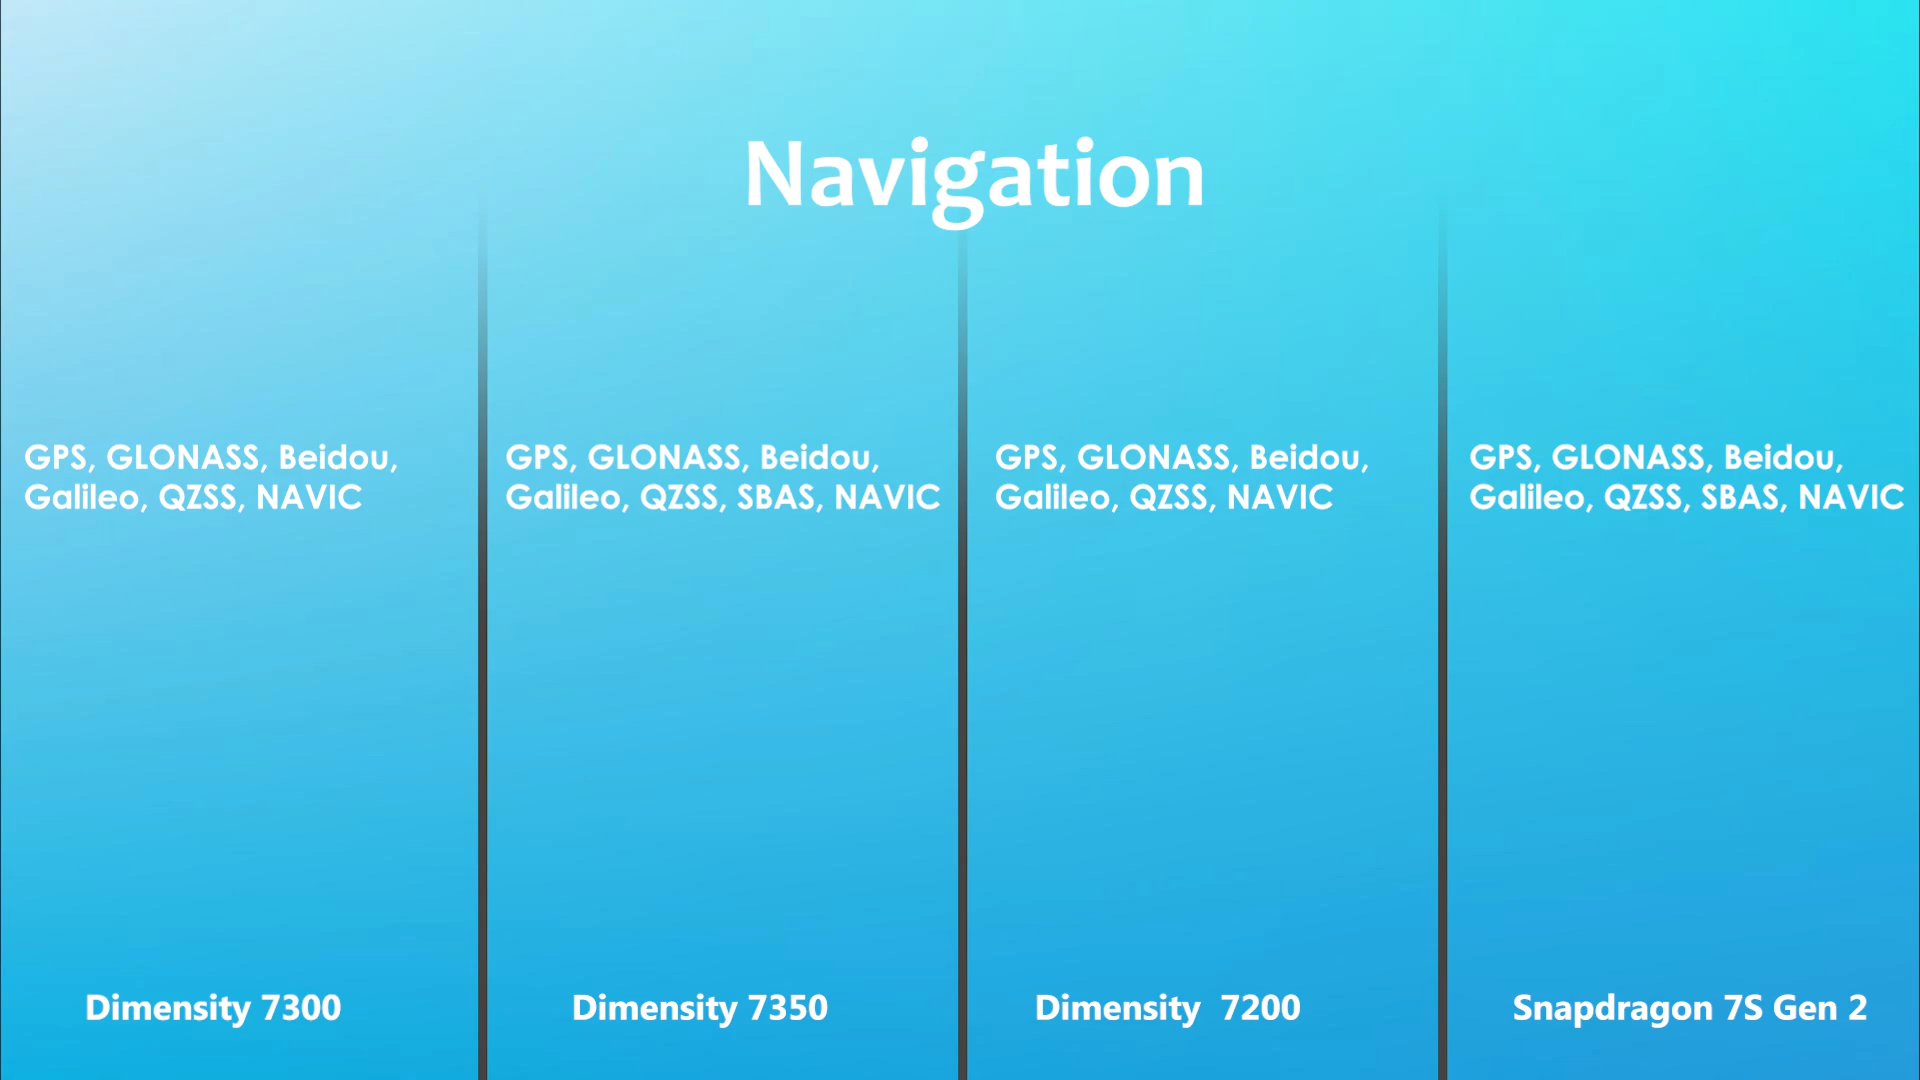 Navigation
GPS, GLONASS, Beidou,
Galileo, QZSS, NAVIC
GPS, GLONASS, Beidou,
Galileo, QZSS, SBAS, NAVIC
GPS, GLONASS, Beidou,
Galileo, QZSS, NAVIC
GPS, GLONASS, Beidou,
Galileo, QZSS, SBAS, NAVIC
Dimensity 7300
Dimensity 7350
Dimensity  7200
Snapdragon 7S Gen 2